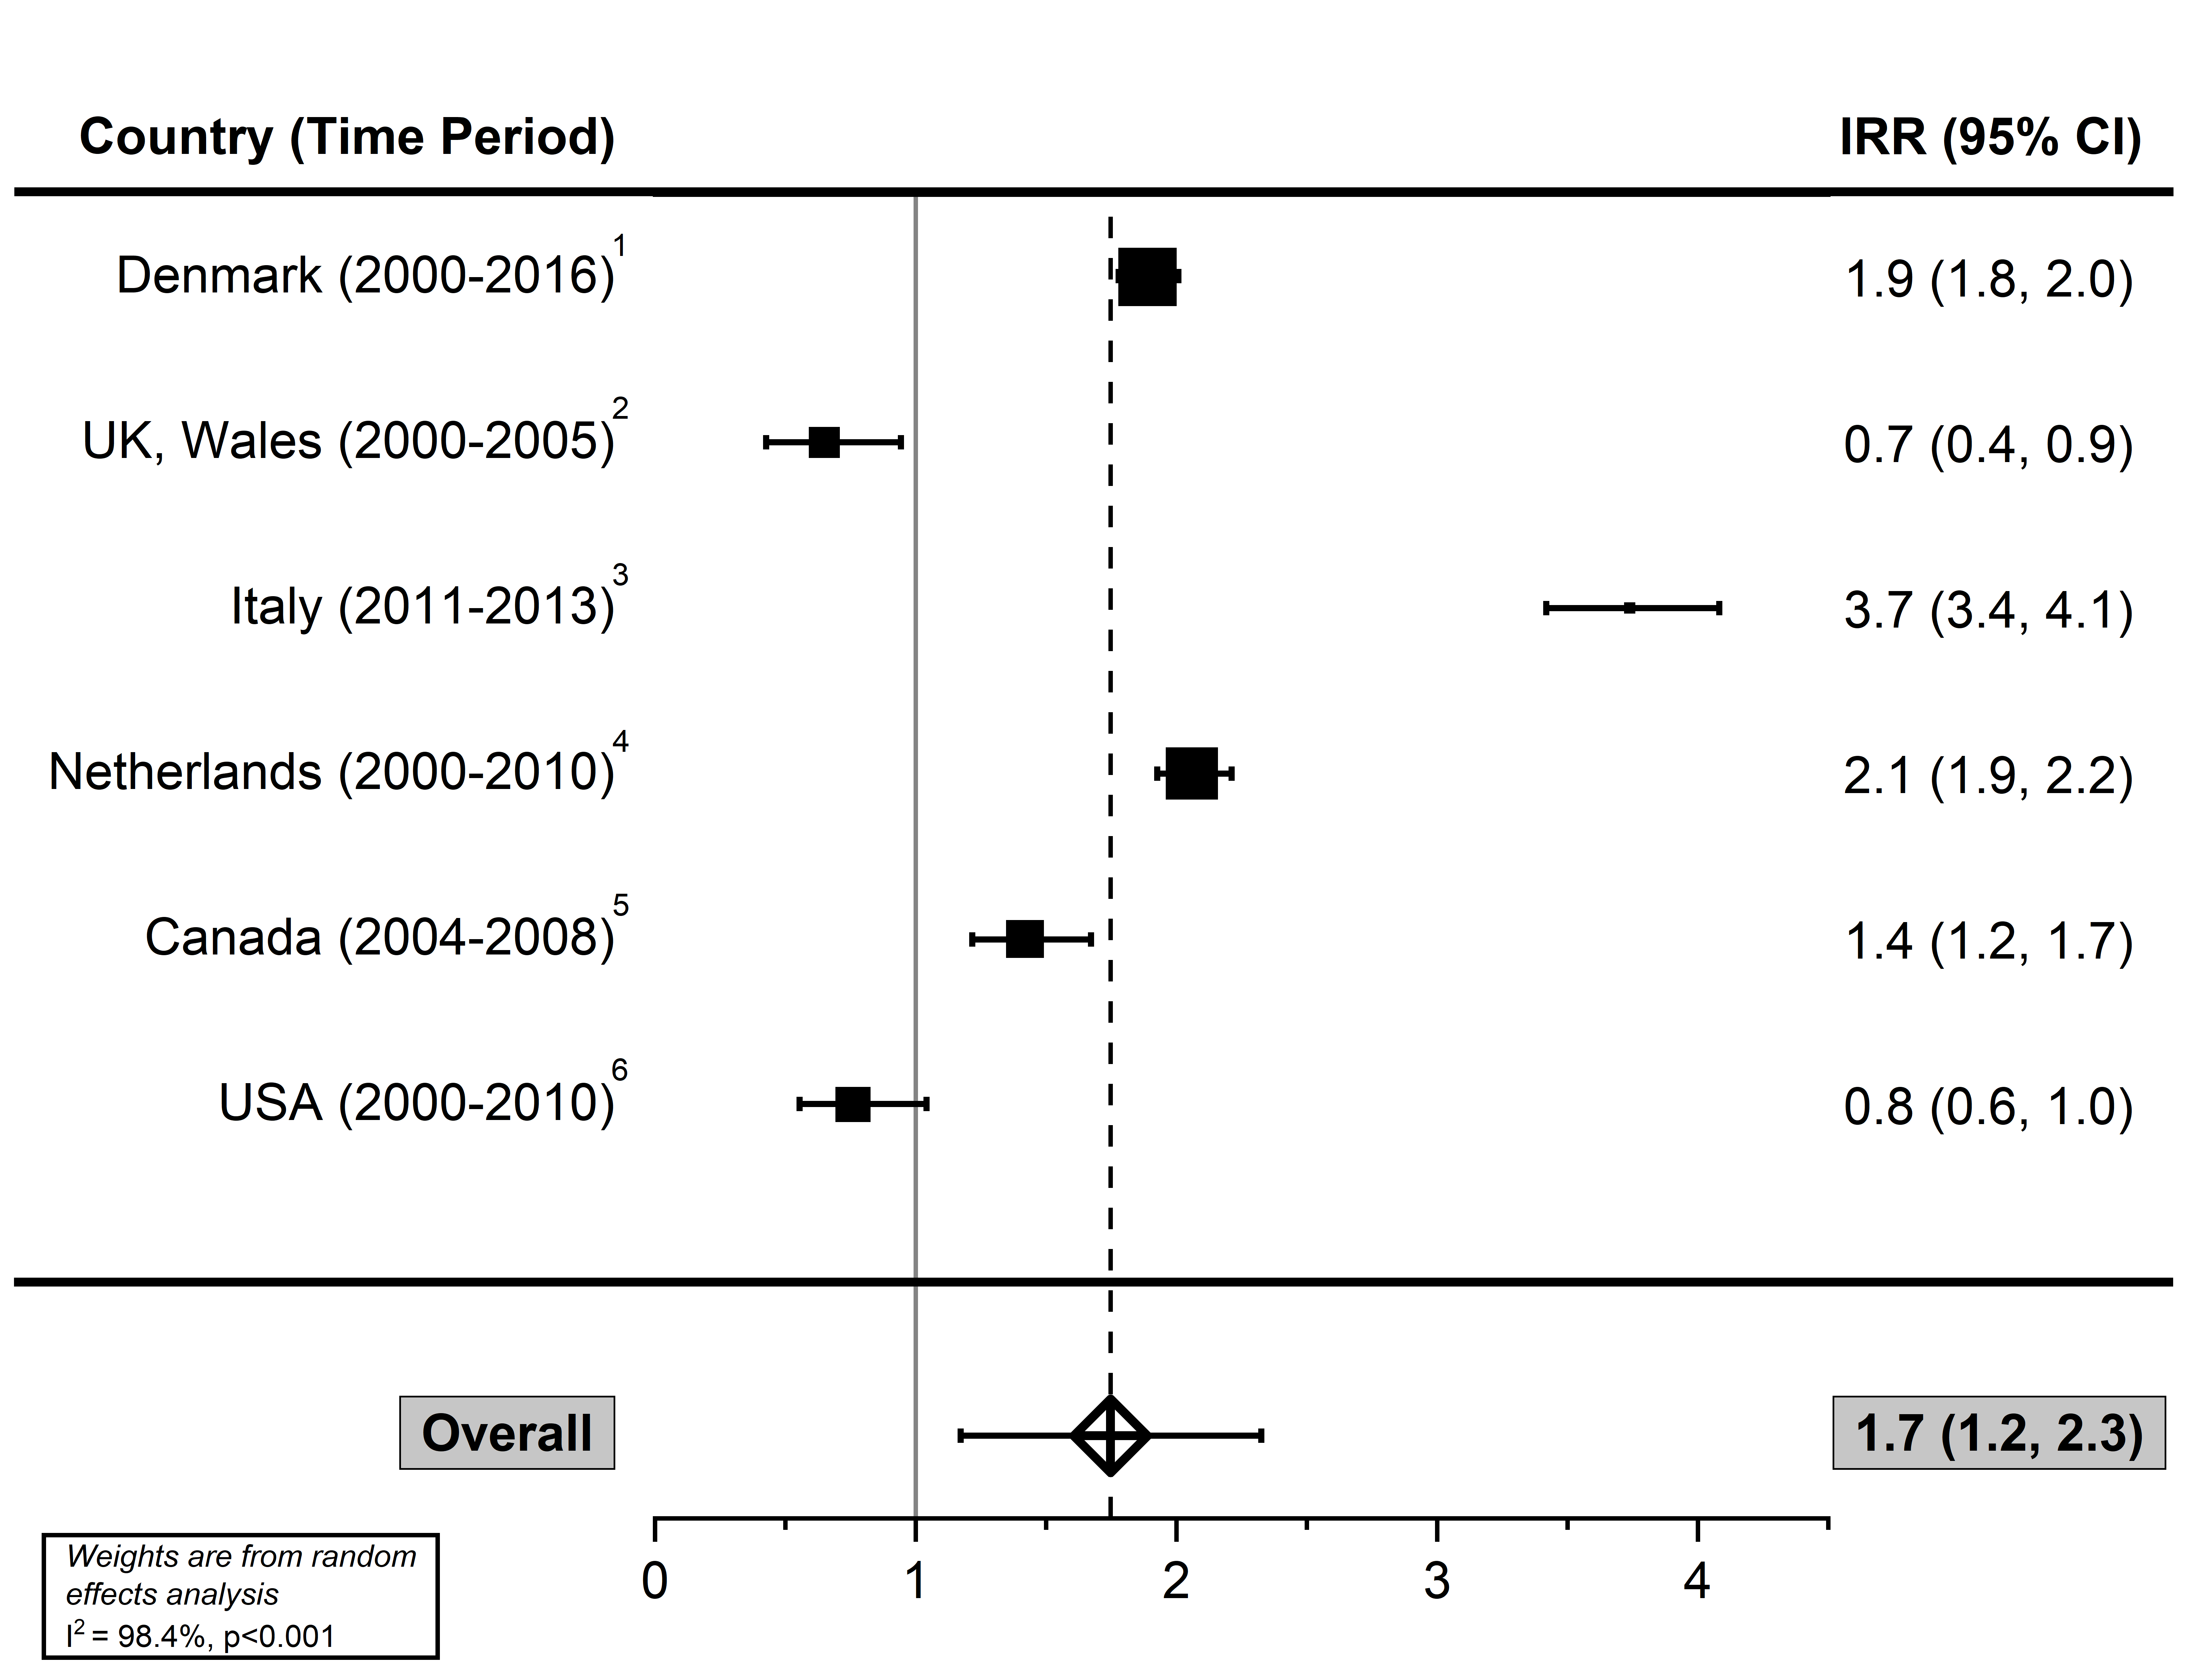 Country (Time Period) IRR (95% CI)
Denmark (2000-2016)1 1.9 (1.8, 2.0)
UK, Wales (2000-2005)2 0.7 (0.4, 0.9)
Italy (2011-2013)3 3.7 (3.4, 4.1)
Netherlands (2000-2010)4 2.1 (1.9, 2.2)
Canada (2004-2008)5 1.4 (1.2, 1.7)
USA (2000-2010)6 0.8 (0.6, 1.0)
Overall 1.7 (1.2, 2.3)
0 1 2 3 4
Weights are from random
effects analysis
I2 = 98.4%, p<0.001